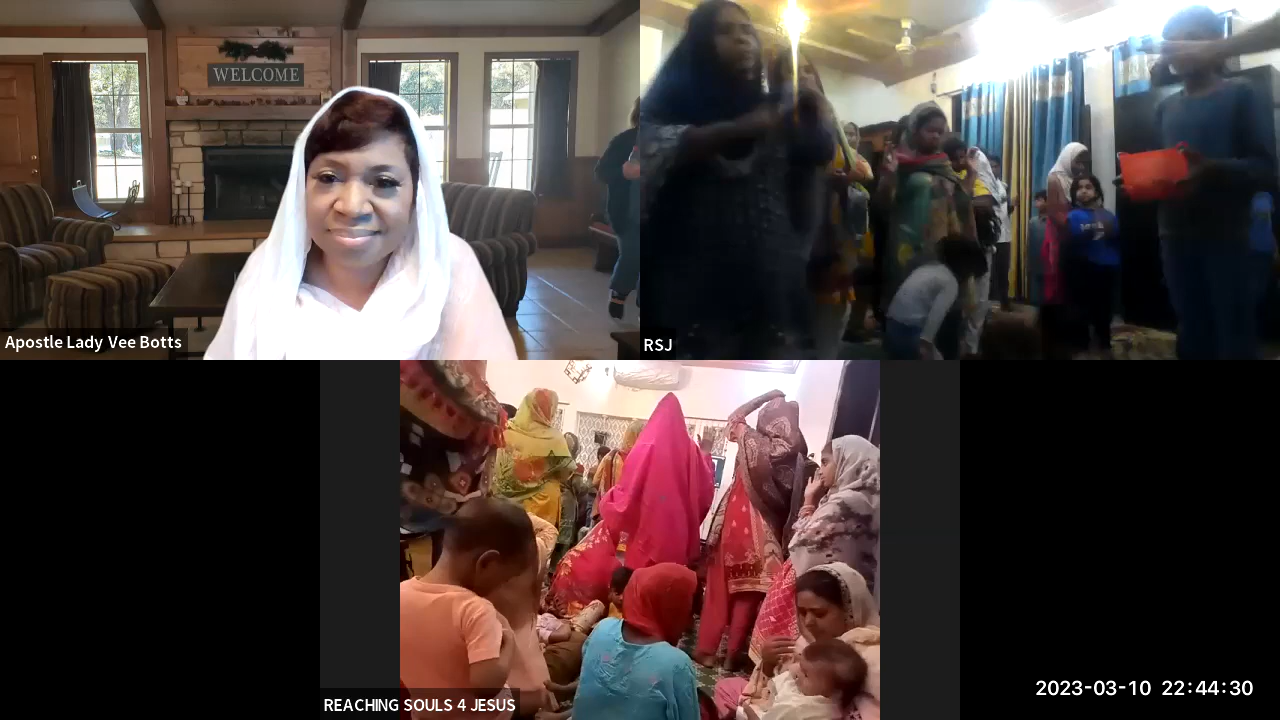 WELCOME
Apostle Lady Vee Botts
RSJ
REACHING SOULS 4 JESUS
2023-03-10 22:44:30